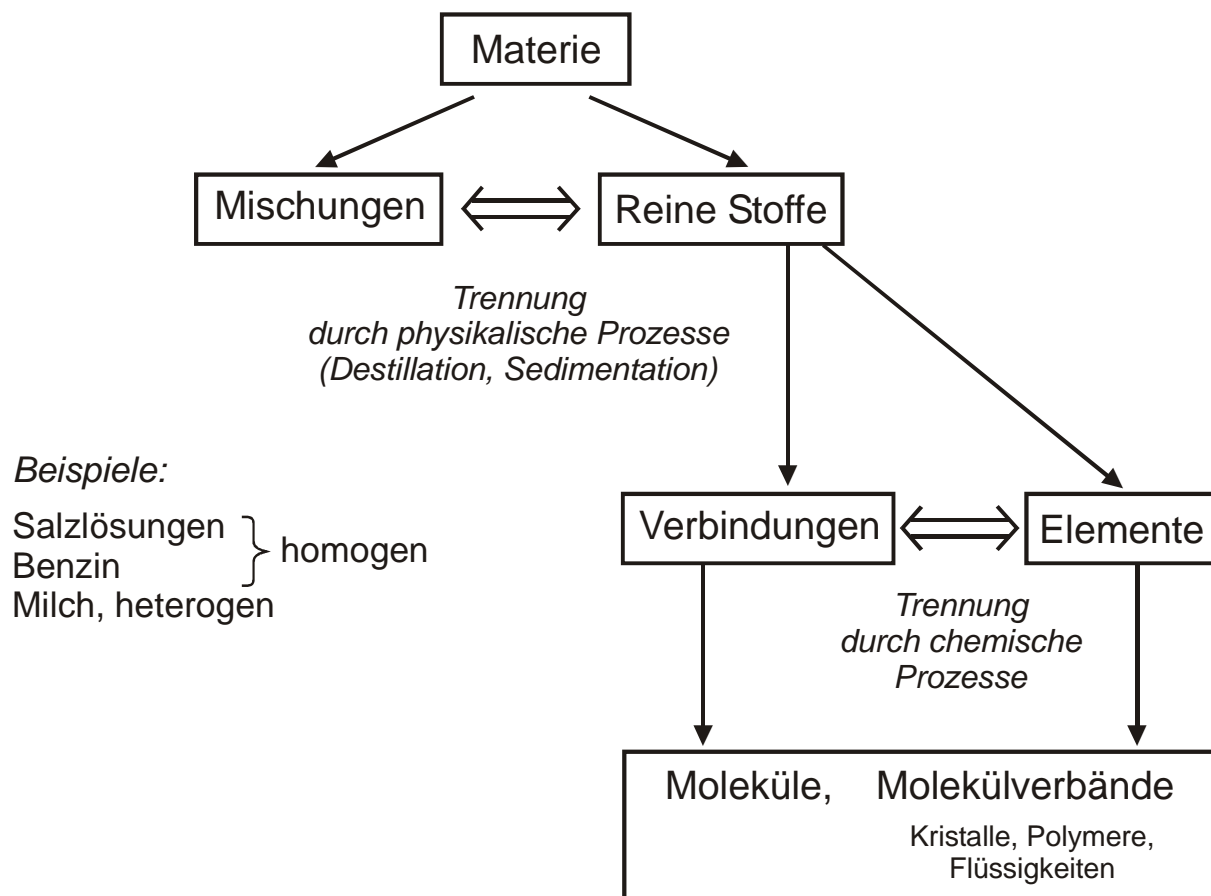 Materie
Mischungen
Reine Stoffe
Trennung
durch physikalische Prozesse
(Destillation, Sedimentation)
Beispiele:
Salzlösungen
Benzin
homogen
Milch, heterogen
Verbindungen
Elemente
Trennung
durch chemische
Prozesse
Moleküle, Molekülverbände
Kristalle, Polymere,
Flüssigkeiten